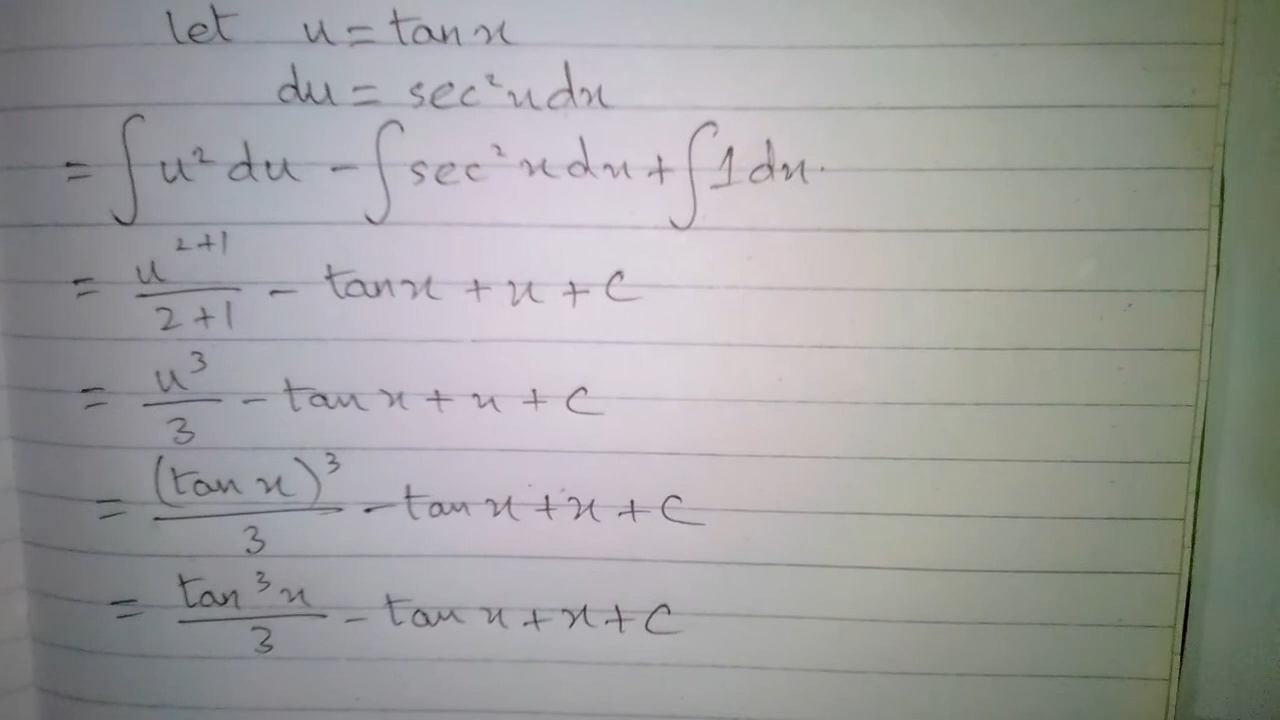 let u = tan x
du = sec²x dx
= ∫u² du - ∫sec² x dx + ∫1 dx.
= u^(2+1)/(2+1) - tan x + x + C
= u³/3 - tan x + x + C
= (tan x)³/3 - tan x + x + C
= tan³x/3 - tan x + x + C